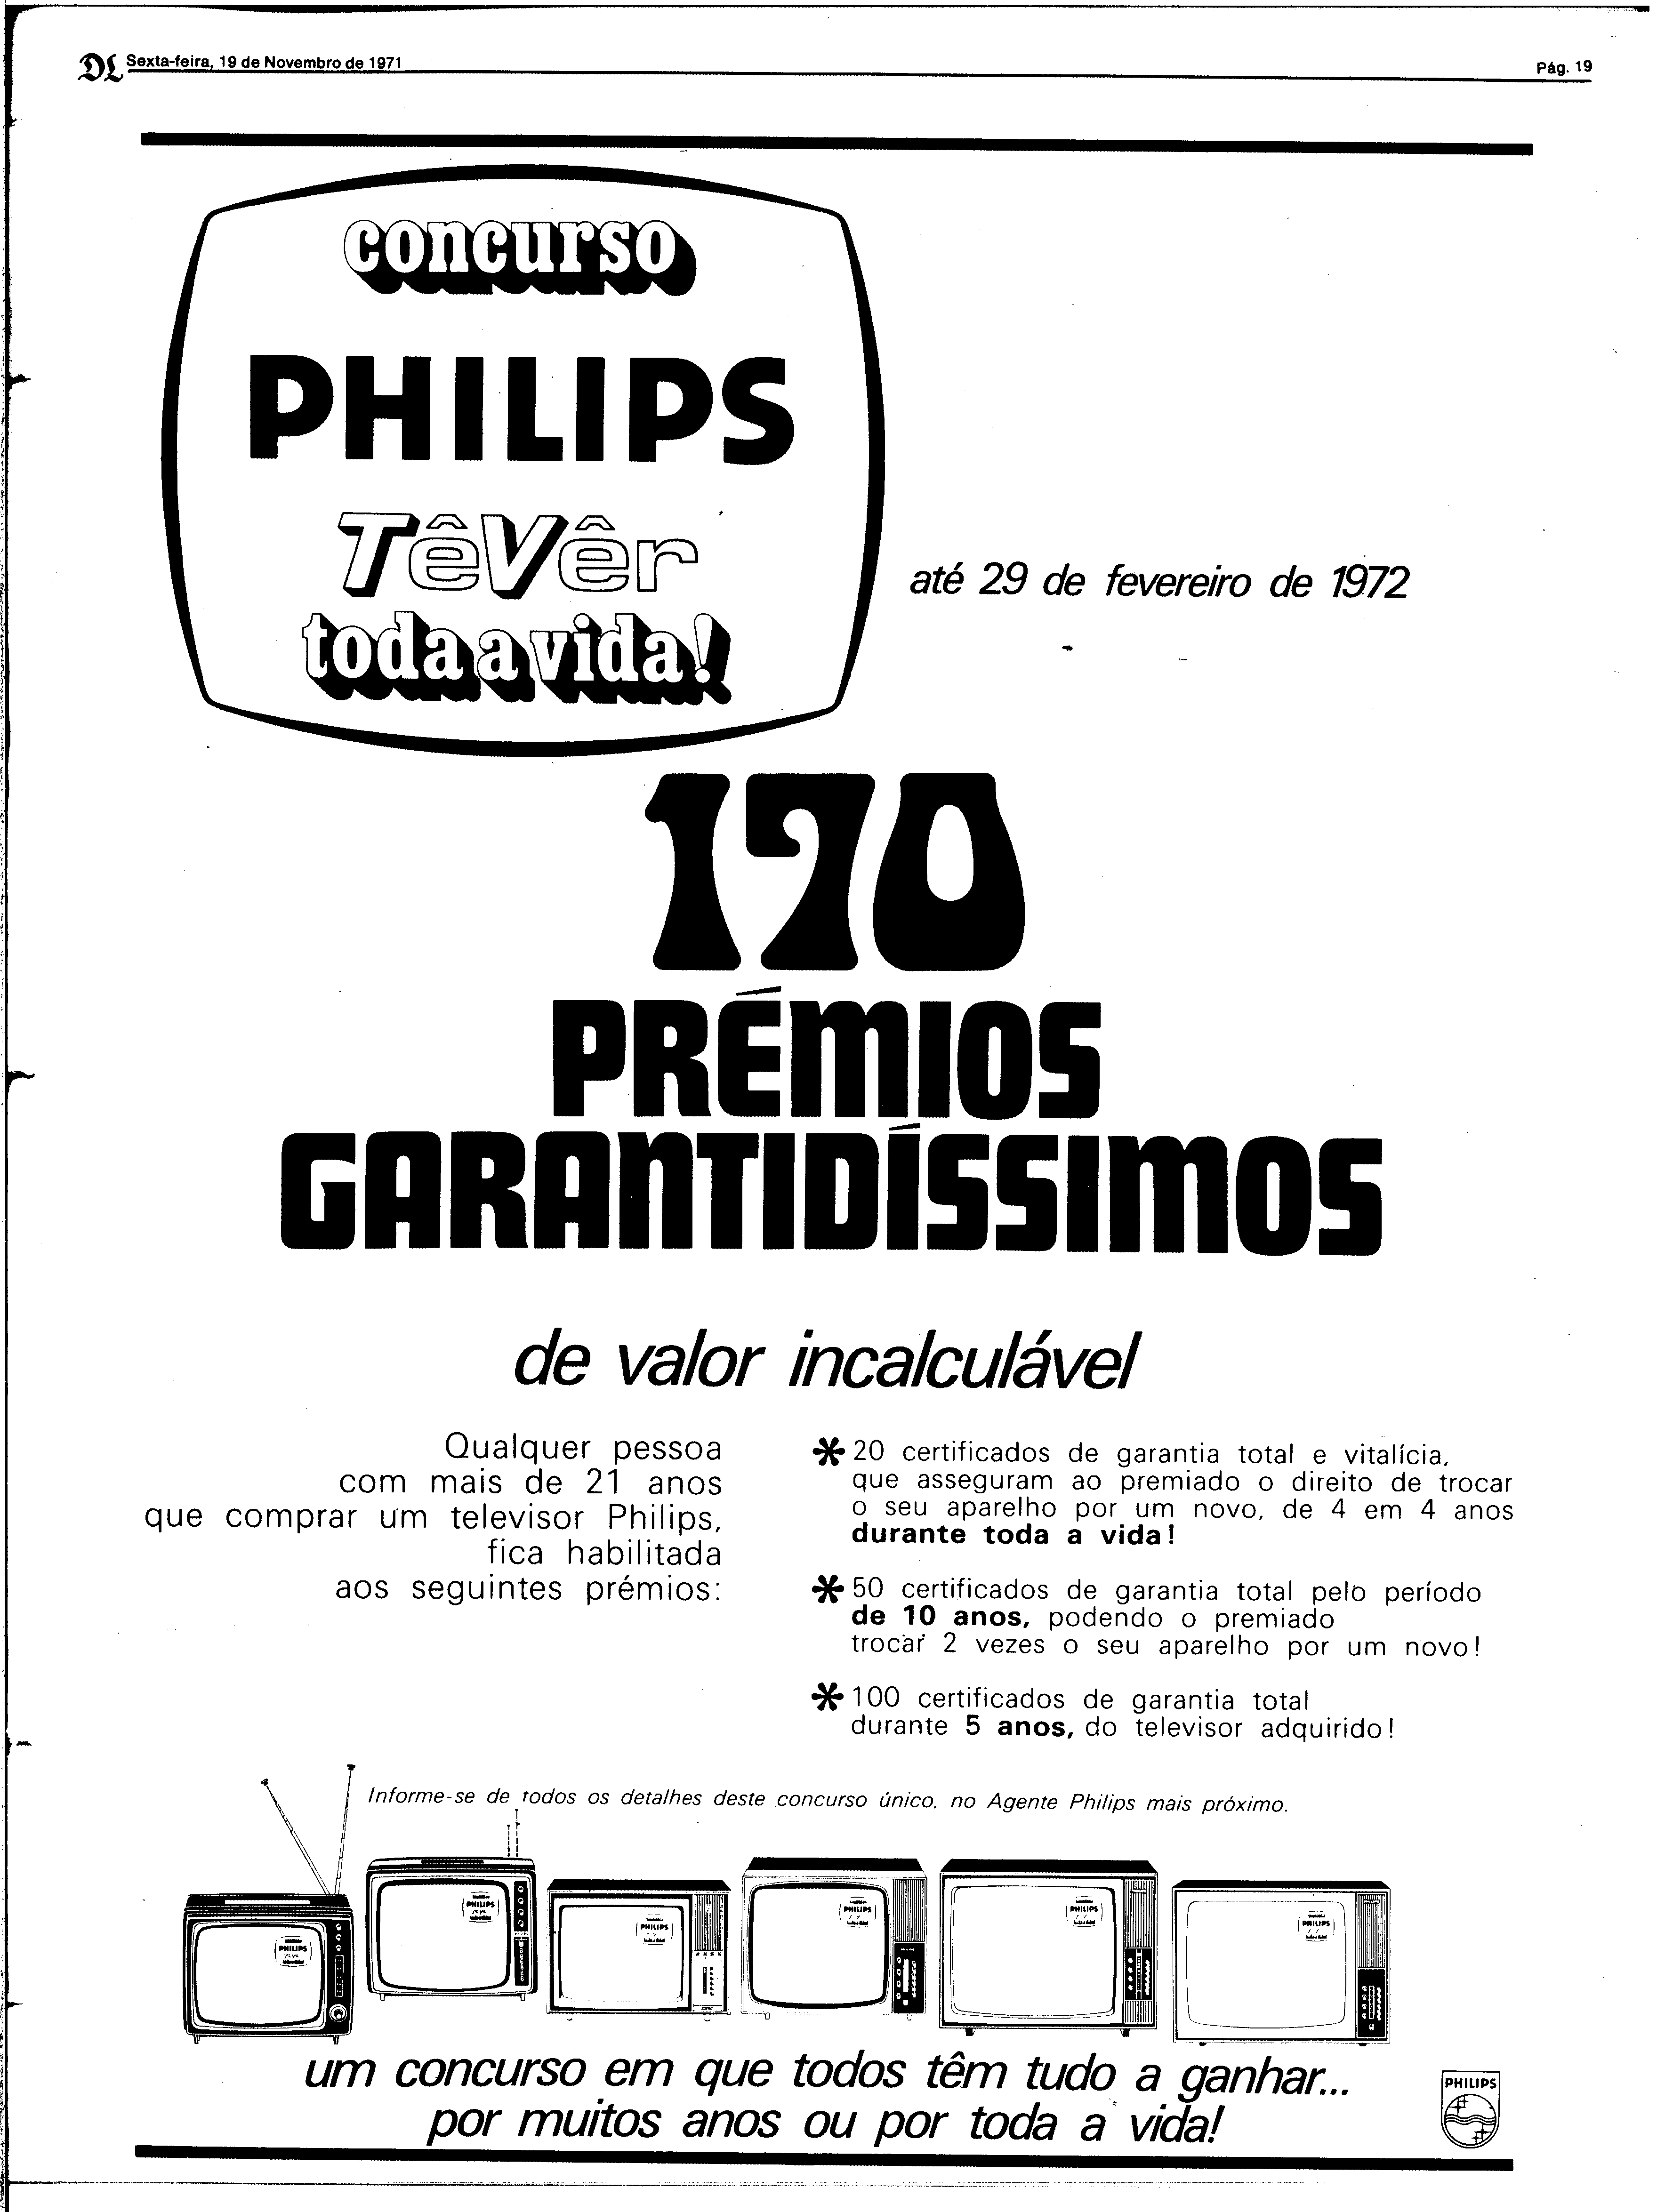 DL Sexta-feira, 19 de Novembro de 1971
Pág. 19
concurso
PHILIPS
TêVêr
toda a vida!
até 29 de fevereiro de 1972
170
PRÉMIOS
GARANTIDÍSSIMOS
de valor incalculável
Qualquer pessoa
com mais de 21 anos
que comprar um televisor Philips,
fica habilitada
aos seguintes prémios:
* 20 certificados de garantia total e vitalícia,
que asseguram ao premiado o direito de trocar
o seu aparelho por um novo, de 4 em 4 anos
durante toda a vida!
* 50 certificados de garantia total pelo período
de 10 anos, podendo o premiado
trocar 2 vezes o seu aparelho por um novo!
* 100 certificados de garantia total
durante 5 anos, do televisor adquirido!
Informe-se de todos os detalhes deste concurso único, no Agente Philips mais próximo.
PHILIPS
PHILIPS
PHILIPS
PHILIPS
PHILIPS
PHILIPS
um concurso em que todos têm tudo a ganhar...
por muitos anos ou por toda a vida!
PHILIPS